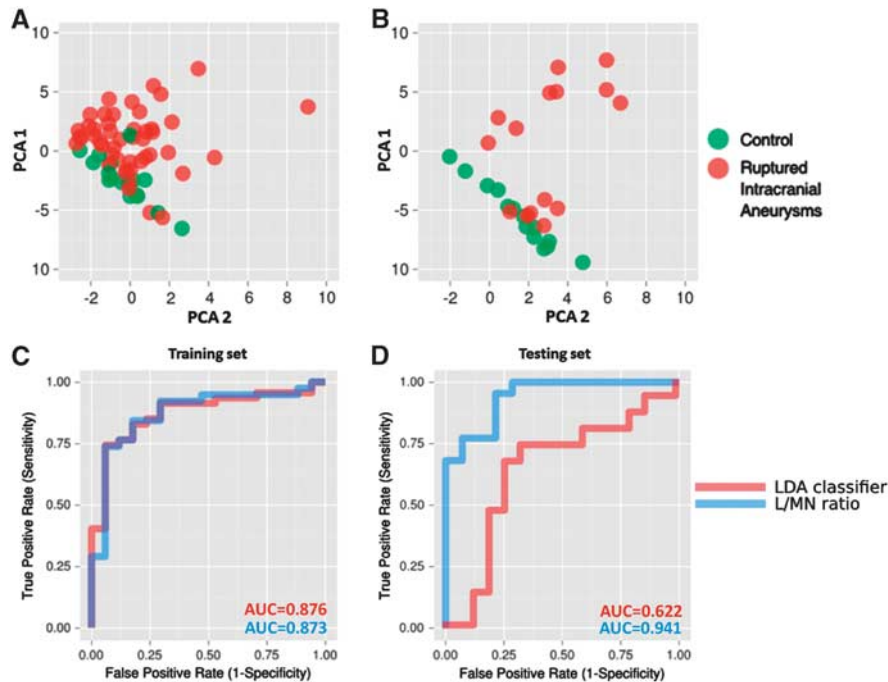 A
10
5
0
-5
10
PCA 1
-2
0
2
4
6
8
10
PCA 2
B
10
5
0
-5
10
PCA 1
-2
0
2
4
6
8
10
PCA 2
Control
Ruptured
Intracranial
Aneurysms
C
Training set
1.00
0.75
0.50
0.25
0.00
True Positive Rate (Sensitivity)
AUC=0.876
AUC=0.873
0.00
0.25
0.50
0.75
1.00
False Positive Rate (1-Specificity)
D
Testing set
1.00
0.75
0.50
0.25
0.00
True Positive Rate (Sensitivity)
AUC=0.622
AUC=0.941
0.00
0.25
0.50
0.75
1.00
False Positive Rate (1-Specificity)
LDA classifier
L/MN ratio